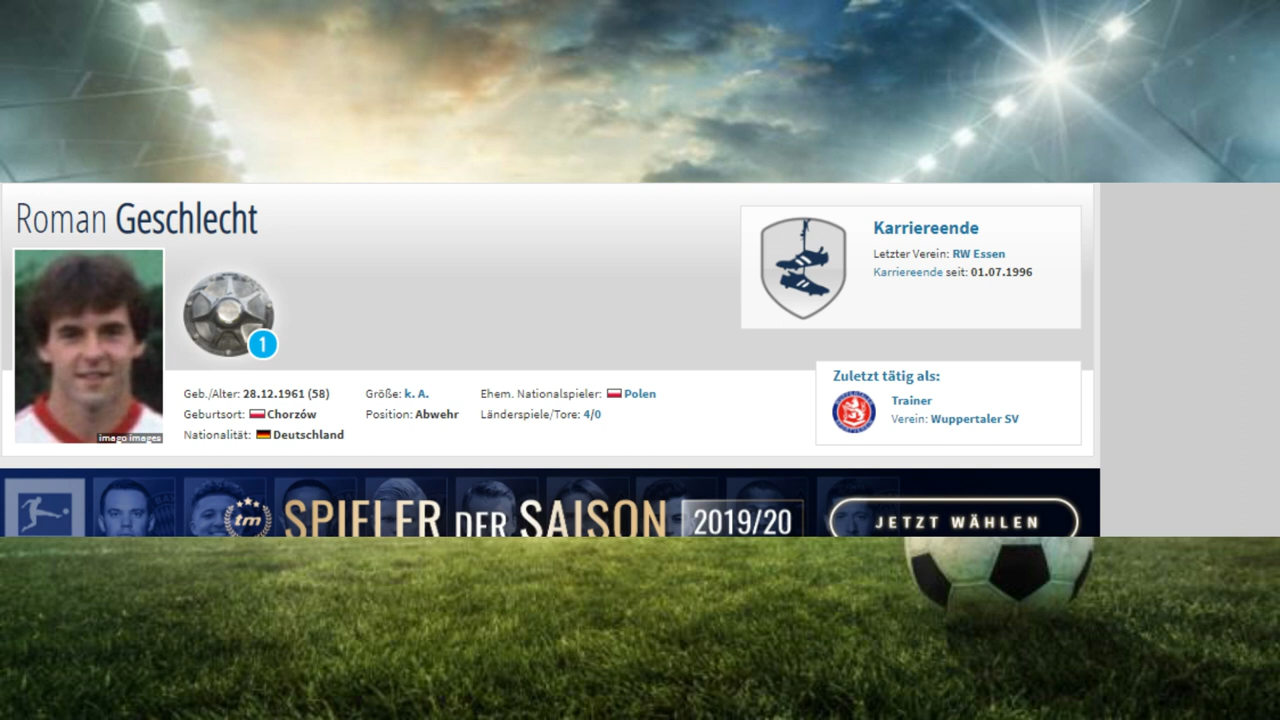 Roman Geschlecht
Karriereende
Letzter Verein: RW Essen
Karriereende seit: 01.07.1996
1
Geb./Alter: 28.12.1961 (58)
Geburtsort: Chorzów
Nationalität: Deutschland
Größe: k. A.
Position: Abwehr
Ehem. Nationalspieler: Polen
Länderspiele/Tore: 4/0
Zuletzt tätig als:
Trainer
Verein: Wuppertaler SV
imago images
tm
SPIELER DER SAISON 2019/20
JETZT WÄHLEN